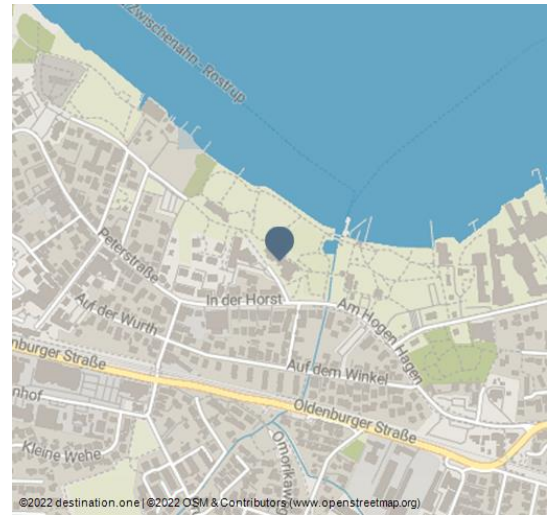 zwischenahn - Rostrup
Peterstraße
In der Horst
Am Hogen Hagen
Auf der Wurth
nburger Straße
Auf dem Winkel
nhof
Oldenburger Straße
Kleine Wehe
Omorikaw
©2022 destination.one | ©2022 OSM & Contributors (www.openstreetmap.org)